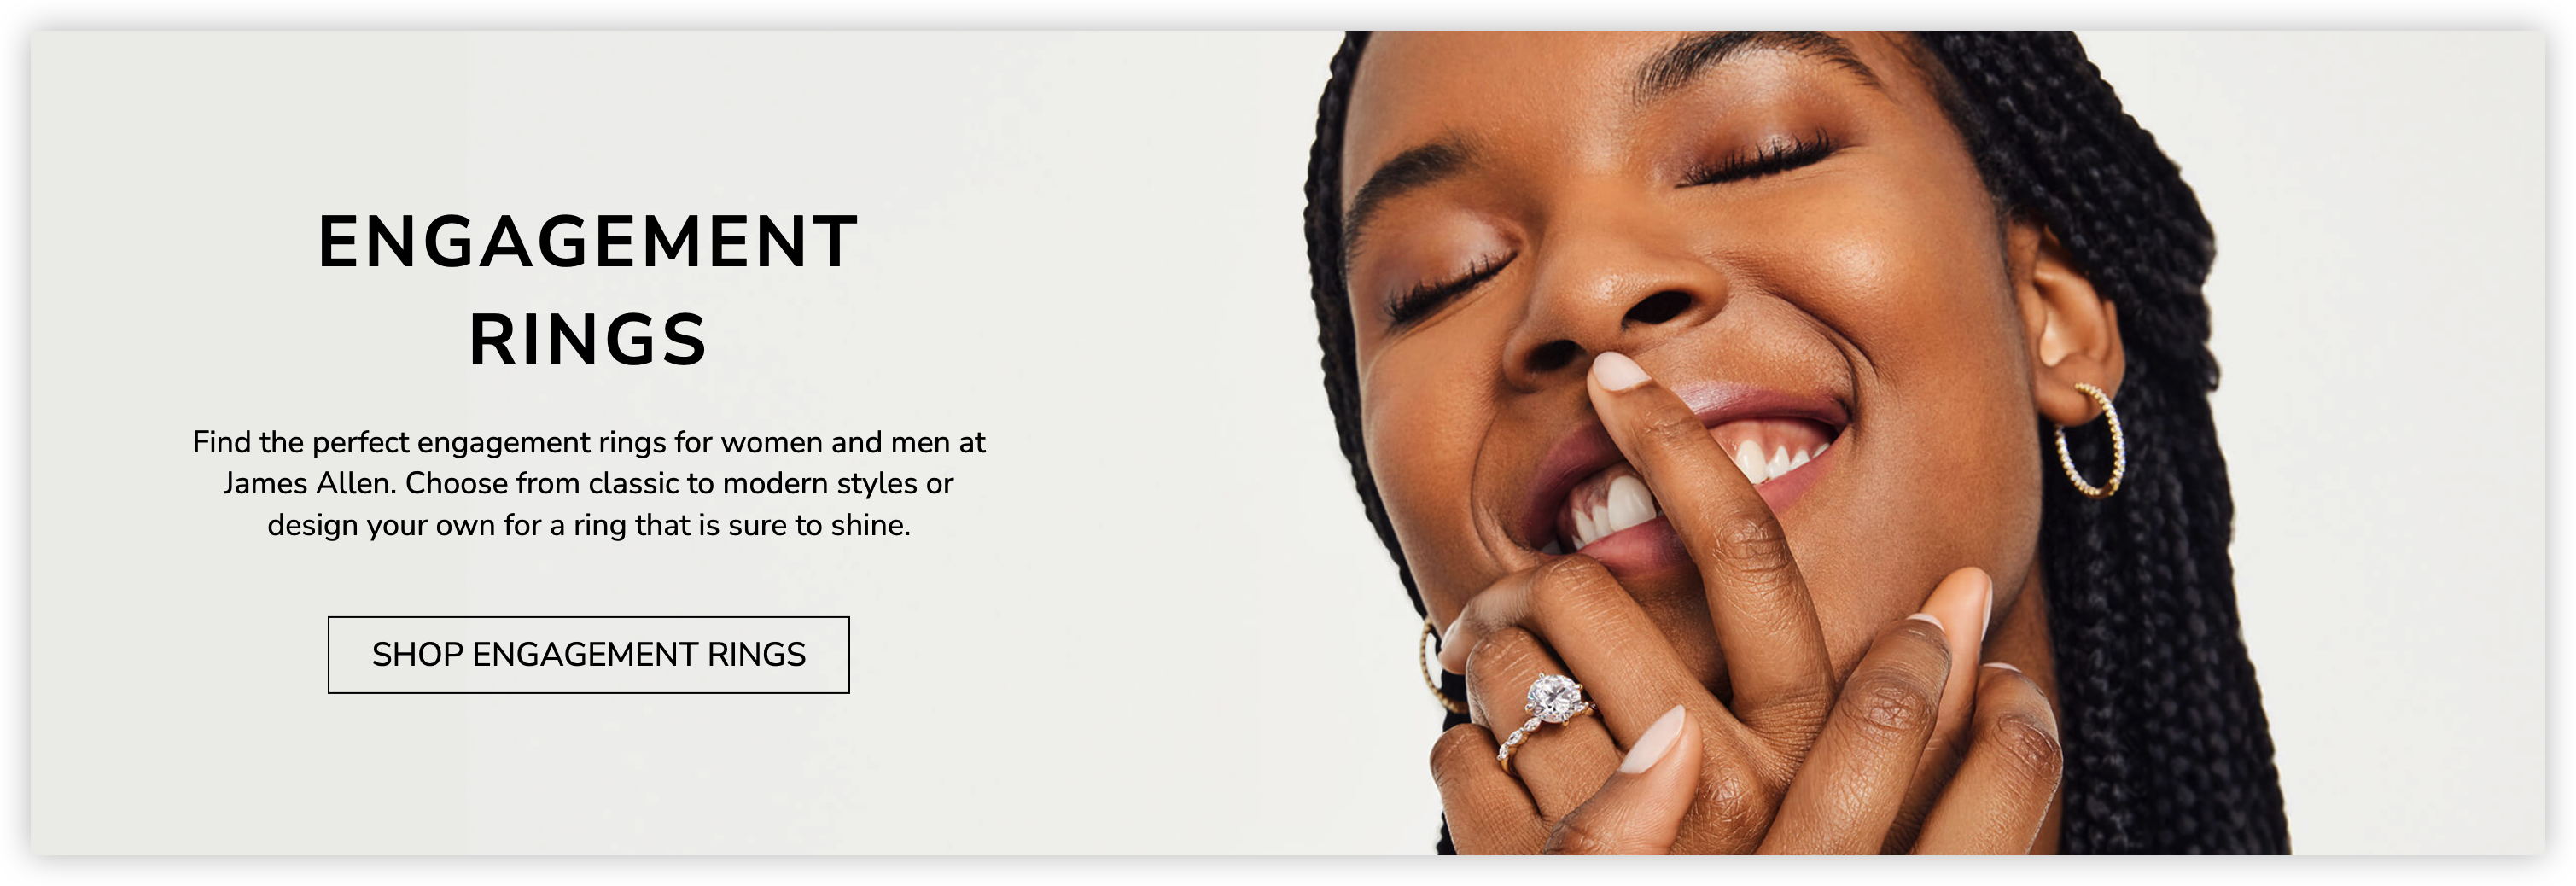 ENGAGEMENT
RINGS
Find the perfect engagement rings for women and men at
James Allen. Choose from classic to modern styles or
design your own for a ring that is sure to shine.
SHOP ENGAGEMENT RINGS